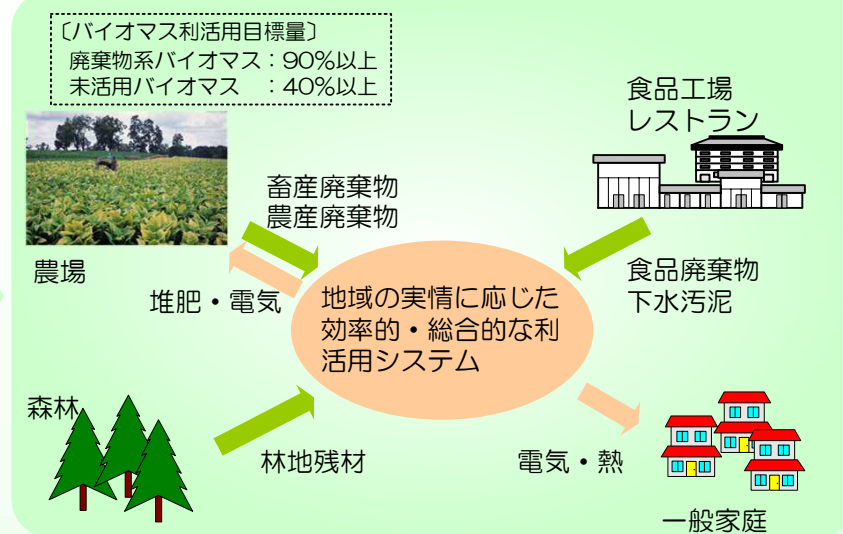 〔バイオマス利活用目標量〕
廃棄物系バイオマス：90%以上
未活用バイオマス　：40%以上
食品工場
レストラン
畜産廃棄物
農産廃棄物
農場
堆肥・電気
地域の実情に応じた
効率的・総合的な利
活用システム
食品廃棄物
下水汚泥
森林
林地残材
電気・熱
一般家庭